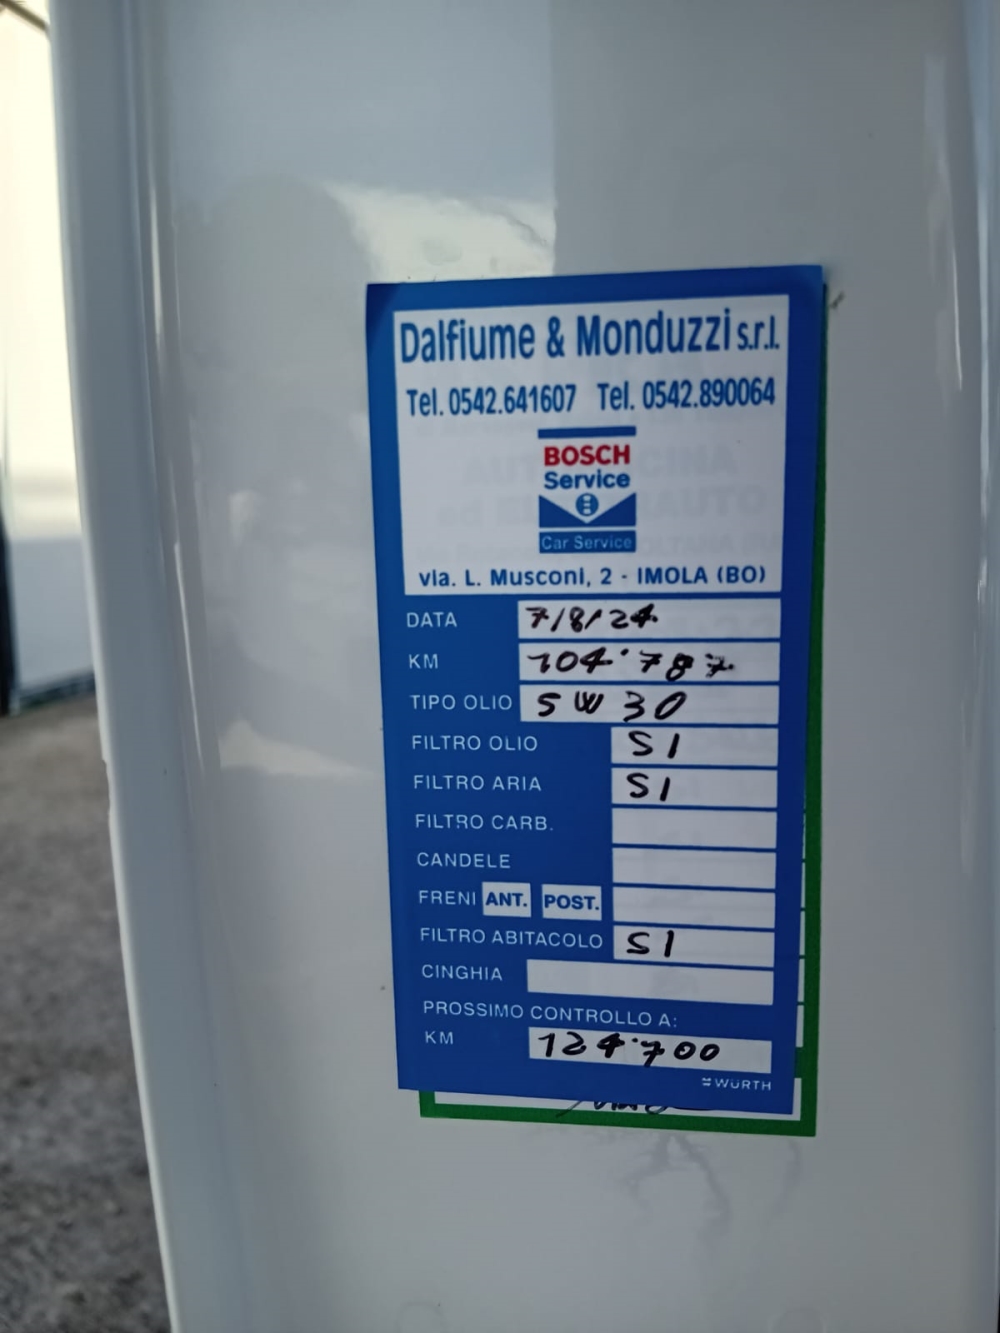 Dalfiume & Monduzzi s.r.l.
Tel. 0542.641607 Tel. 0542.890064
BOSCH
Service
Car Service
via. L. Musconi, 2 - IMOLA (BO)
DATA 7/8/24
KM 104·787
TIPO OLIO 5W30
FILTRO OLIO SI
FILTRO ARIA SI
FILTRO CARB.
CANDELE
FRENI ANT. POST.
FILTRO ABITACOLO SI
CINGHIA
PROSSIMO CONTROLLO A:
KM 124·700
WÜRTH